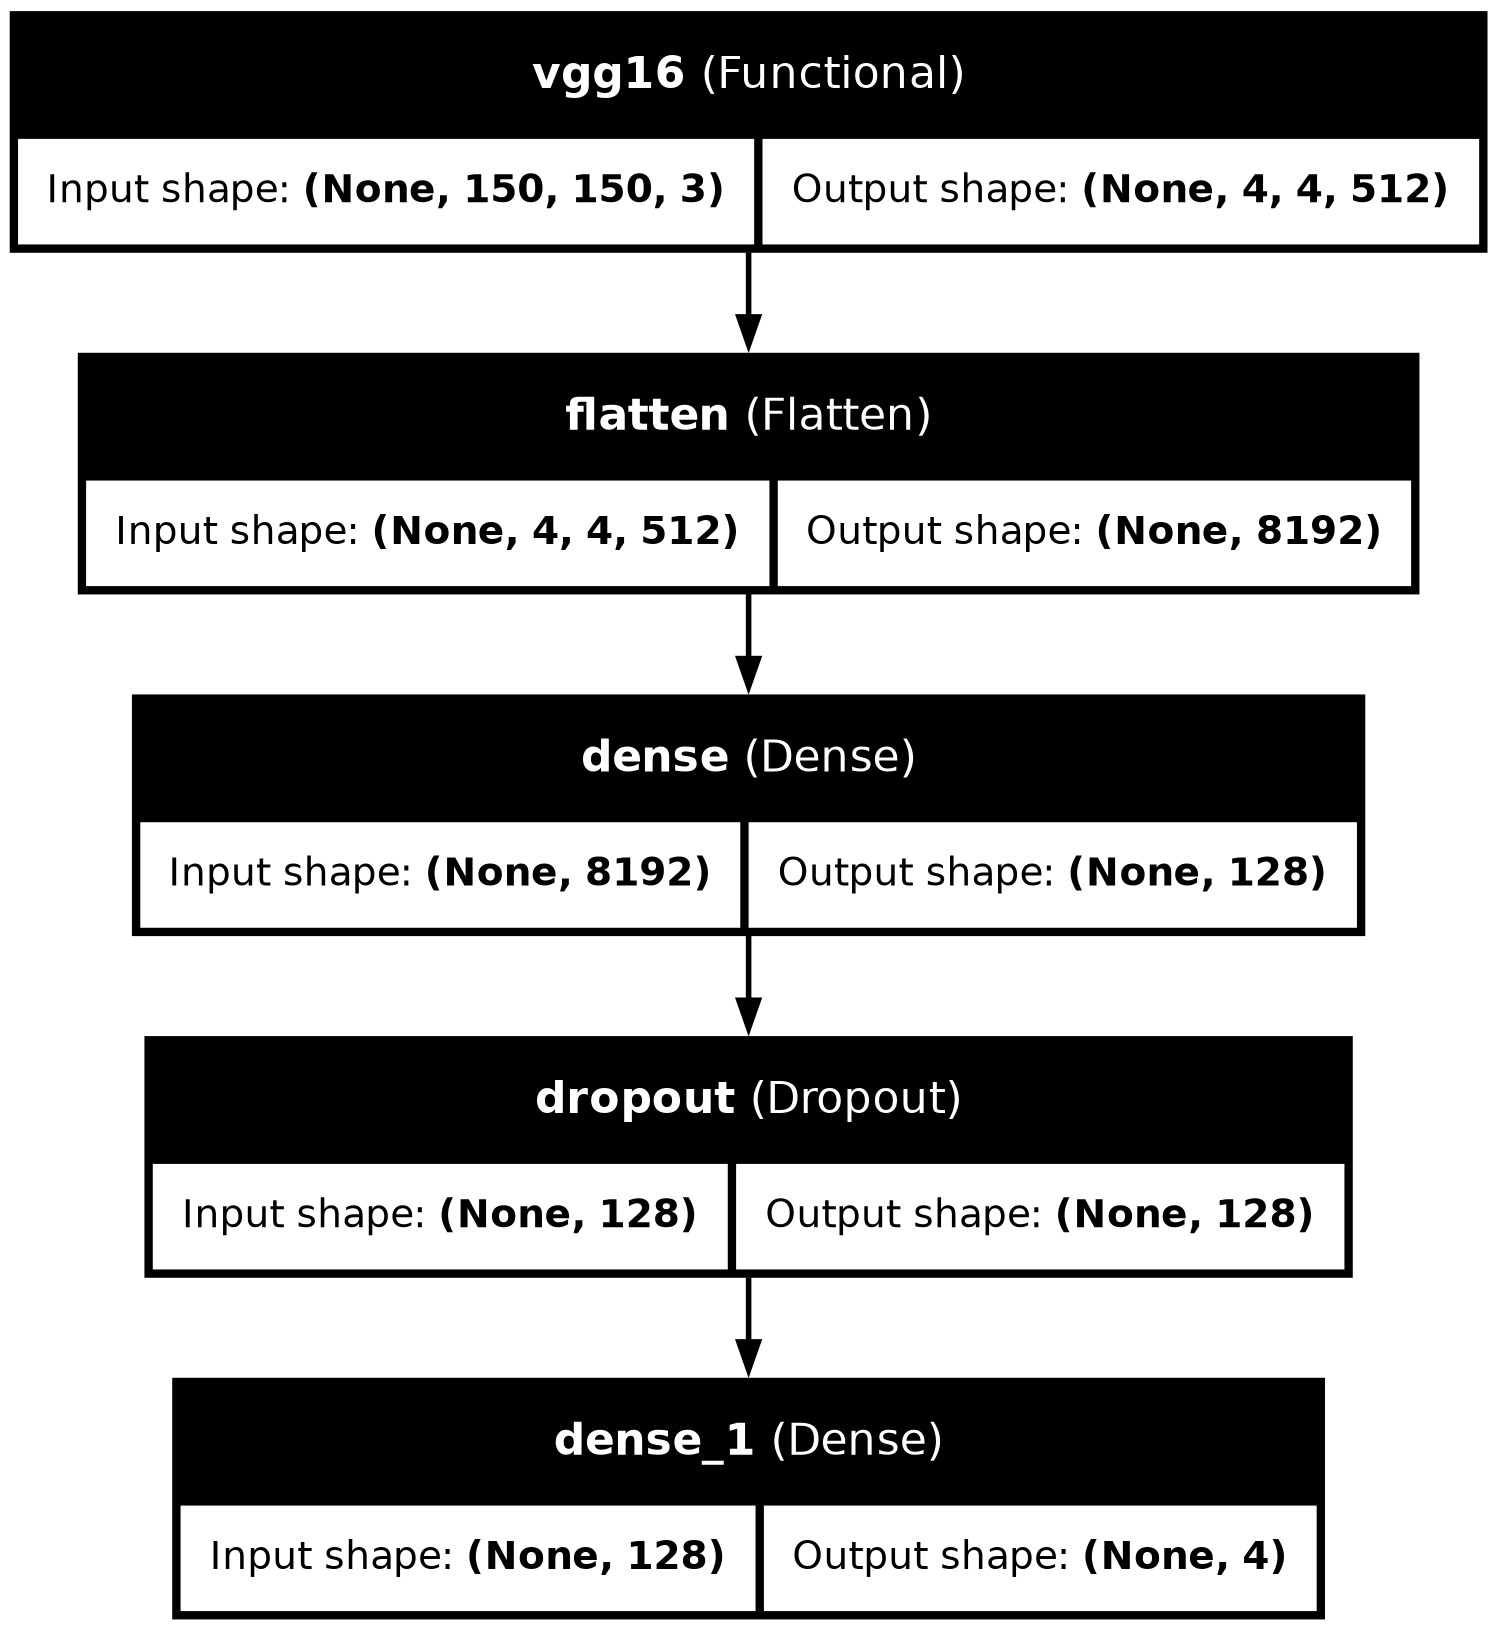 vgg16 (Functional)
Input shape: (None, 150, 150, 3) Output shape: (None, 4, 4, 512)
flatten (Flatten)
Input shape: (None, 4, 4, 512) Output shape: (None, 8192)
dense (Dense)
Input shape: (None, 8192) Output shape: (None, 128)
dropout (Dropout)
Input shape: (None, 128) Output shape: (None, 128)
dense_1 (Dense)
Input shape: (None, 128) Output shape: (None, 4)